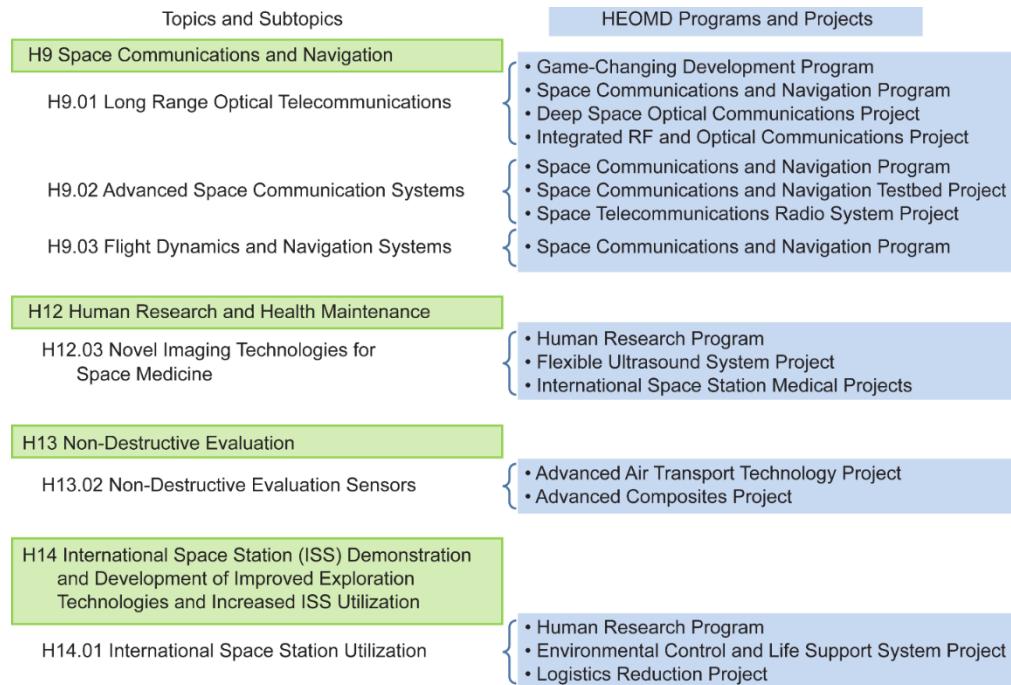 Topics and Subtopics
HEOMD Programs and Projects
H9 Space Communications and Navigation
H9.01 Long Range Optical Telecommunications
• Game-Changing Development Program
• Space Communications and Navigation Program
• Deep Space Optical Communications Project
• Integrated RF and Optical Communications Project
H9.02 Advanced Space Communication Systems
• Space Communications and Navigation Program
• Space Communications and Navigation Testbed Project
• Space Telecommunications Radio System Project
H9.03 Flight Dynamics and Navigation Systems
• Space Communications and Navigation Program
H12 Human Research and Health Maintenance
H12.03 Novel Imaging Technologies for
Space Medicine
• Human Research Program
• Flexible Ultrasound System Project
• International Space Station Medical Projects
H13 Non-Destructive Evaluation
H13.02 Non-Destructive Evaluation Sensors
• Advanced Air Transport Technology Project
• Advanced Composites Project
H14 International Space Station (ISS) Demonstration
and Development of Improved Exploration
Technologies and Increased ISS Utilization
H14.01 International Space Station Utilization
• Human Research Program
• Environmental Control and Life Support System Project
• Logistics Reduction Project